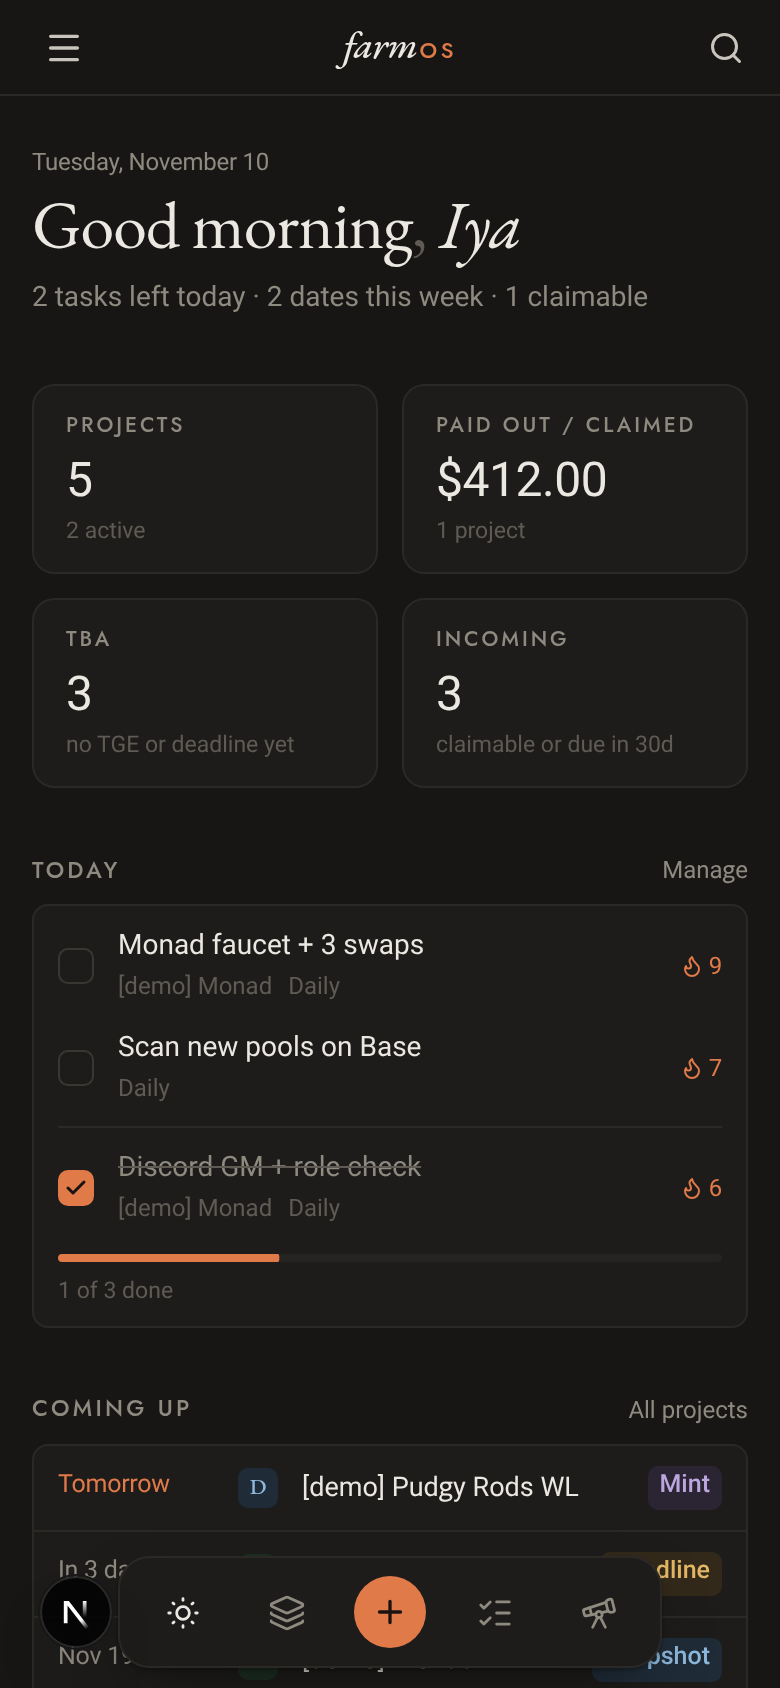 farmos
Tuesday, November 10
Good morning, Iya
2 tasks left today · 2 dates this week · 1 claimable
PROJECTS
5
2 active
PAID OUT / CLAIMED
$412.00
1 project
TBA
3
no TGE or deadline yet
INCOMING
3
claimable or due in 30d
TODAY
Manage
Monad faucet + 3 swaps
[demo] Monad Daily
9
Scan new pools on Base
Daily
7
Discord GM + role check
[demo] Monad Daily
6
1 of 3 done
COMING UP
All projects
Tomorrow
D
[demo] Pudgy Rods WL
Mint
In 3
dline
N
Nov
pshot